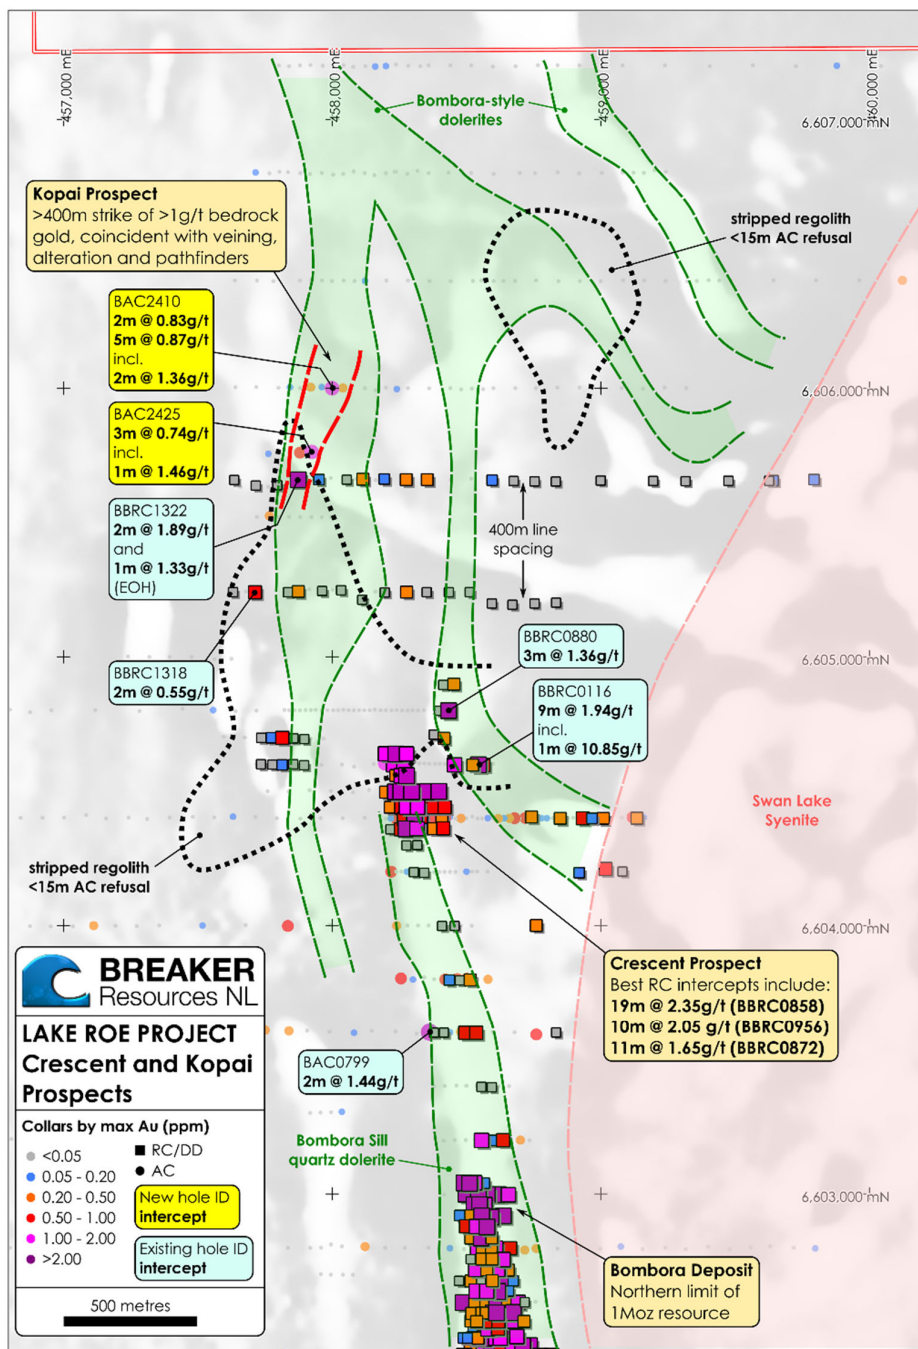 457,000 mE
458,000 mE
459,000 mE
460,000 mE
Bombora-style
dolerites
6,607,000 mN
Kopai Prospect
>400m strike of >1g/t bedrock
gold, coincident with veining,
alteration and pathfinders
stripped regolith
<15m AC refusal
BAC2410
2m @ 0.83g/t
5m @ 0.87g/t
incl.
2m @ 1.36g/t
6,606,000 mN
BAC2425
3m @ 0.74g/t
incl.
1m @ 1.46g/t
BBRC1322
2m @ 1.89g/t
and
1m @ 1.33g/t
(EOH)
400m line
spacing
BBRC1318
2m @ 0.55g/t
BBRC0880
3m @ 1.36g/t
6,605,000 mN
BBRC0116
9m @ 1.94g/t
incl.
1m @ 10.85g/t
Swan Lake
Syenite
stripped regolith
<15m AC refusal
6,604,000 mN
Crescent Prospect
Best RC intercepts include:
19m @ 2.35g/t (BBRC0858)
10m @ 2.05 g/t (BBRC0956)
11m @ 1.65g/t (BBRC0872)
BAC0799
2m @ 1.44g/t
Bombora Sill
quartz dolerite
6,603,000 mN
Bombora Deposit
Northern limit of
1Moz resource
BREAKER
Resources NL
LAKE ROE PROJECT
Crescent and Kopai
Prospects
Collars by max Au (ppm)
<0.05
0.05 - 0.20
0.20 - 0.50
0.50 - 1.00
1.00 - 2.00
>2.00
RC/DD
AC
New hole ID
intercept
Existing hole ID
intercept
500 metres